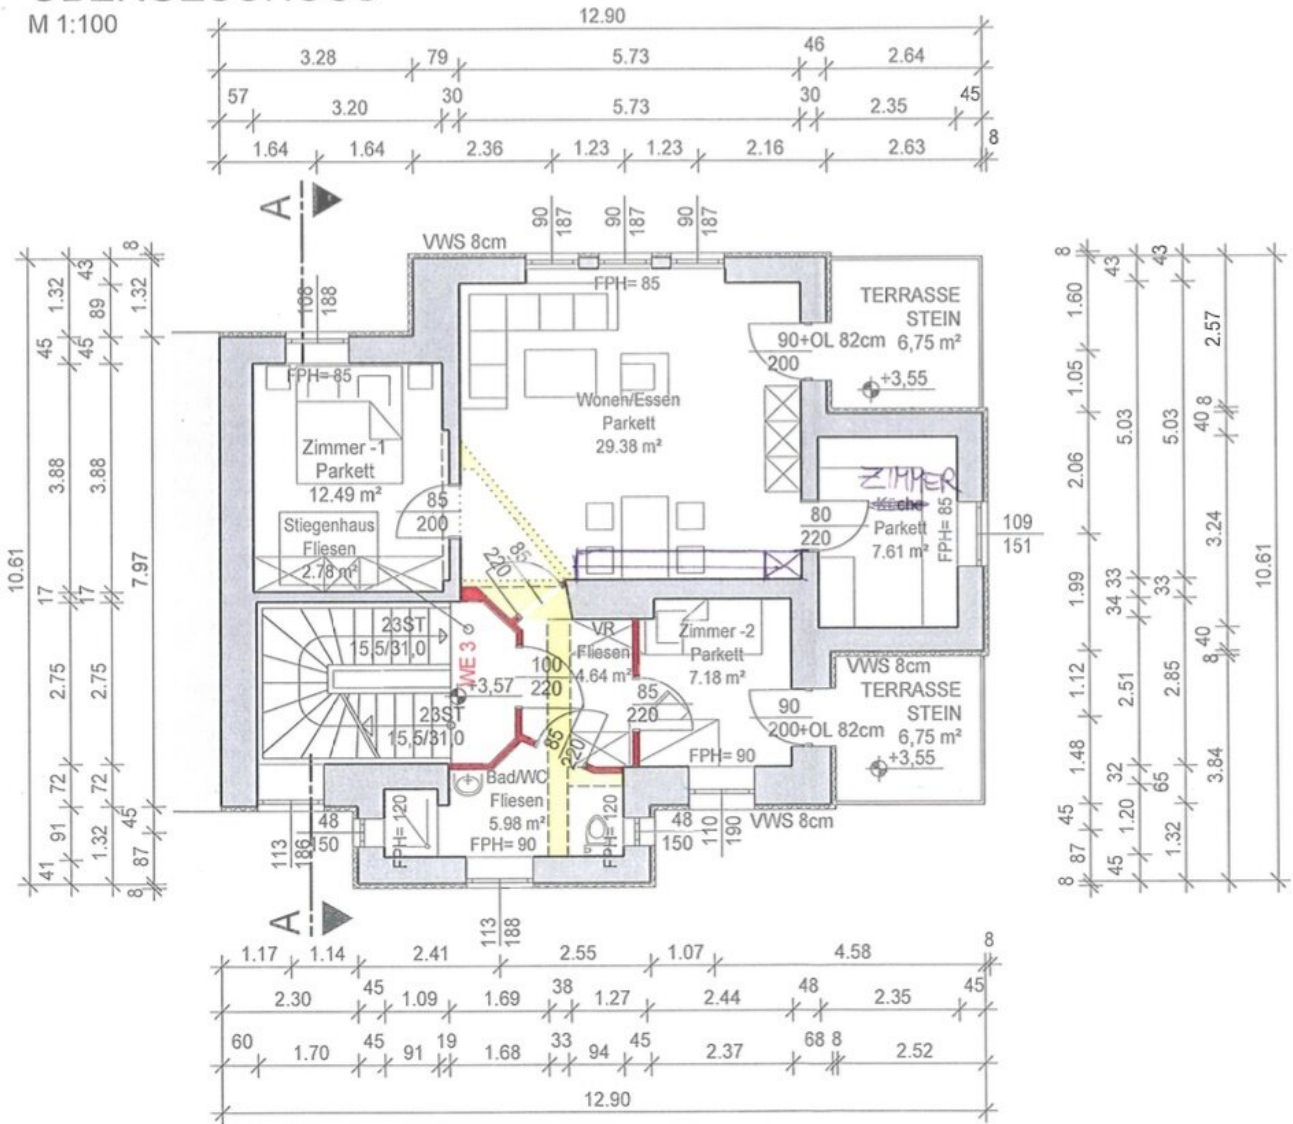 M 1:100
12.90
3.28 79 5.73 46 2.64
57 3.20 30 5.73 30 2.35 45
1.64 1.64 2.36 1.23 1.23 2.16 2.63 8
A
90 187
90 187
90 187
VWS 8cm
FPH= 85
TERRASSE
STEIN
6,75 m²
90+OL 82cm
200
+3,55
188
FPH= 85
Wonen/Essen
Parkett
29.38 m²
Zimmer -1
Parkett
12.49 m²
85
200
Stiegenhaus
Fliesen
2.78 m²
ZIMMER
Küche
Parkett
7.61 m²
FPH= 85
80
220
109
151
85
220
23ST
15,5/31,0
WE 3
+3,57
23ST
15,5/31,0
VR
Fliesen
4.64 m²
100
220
Zimmer -2
Parkett
7.18 m²
85
220
VWS 8cm
TERRASSE
STEIN
6,75 m²
90
200+OL 82cm
+3,55
85
220
FPH= 90
Bad/WC
Fliesen
5.98 m²
FPH= 90
FPH= 120
FPH= 120
48
150
48
150
110
190
VWS 8cm
113
186
113
188
A
10.61
1.32 45 3.88 17 2.75 72 91 41
43 89 45 3.88 17 2.75 72 1.32
8 1.32 7.97 45 87 8
8 1.60 1.05 2.06 1.99 1.12 1.48 45 87 8
43 5.03 33 34 2.51 32 1.20 45
43 5.03 33 2.85 65 1.32
2.57 8 40 3.24 40 8 3.84
10.61
1.17 1.14 2.41 2.55 1.07 4.58 8
2.30 45 1.09 1.69 38 1.27 2.44 48 2.35 45
60 1.70 45 91 19 1.68 33 94 45 2.37 68 8 2.52
12.90